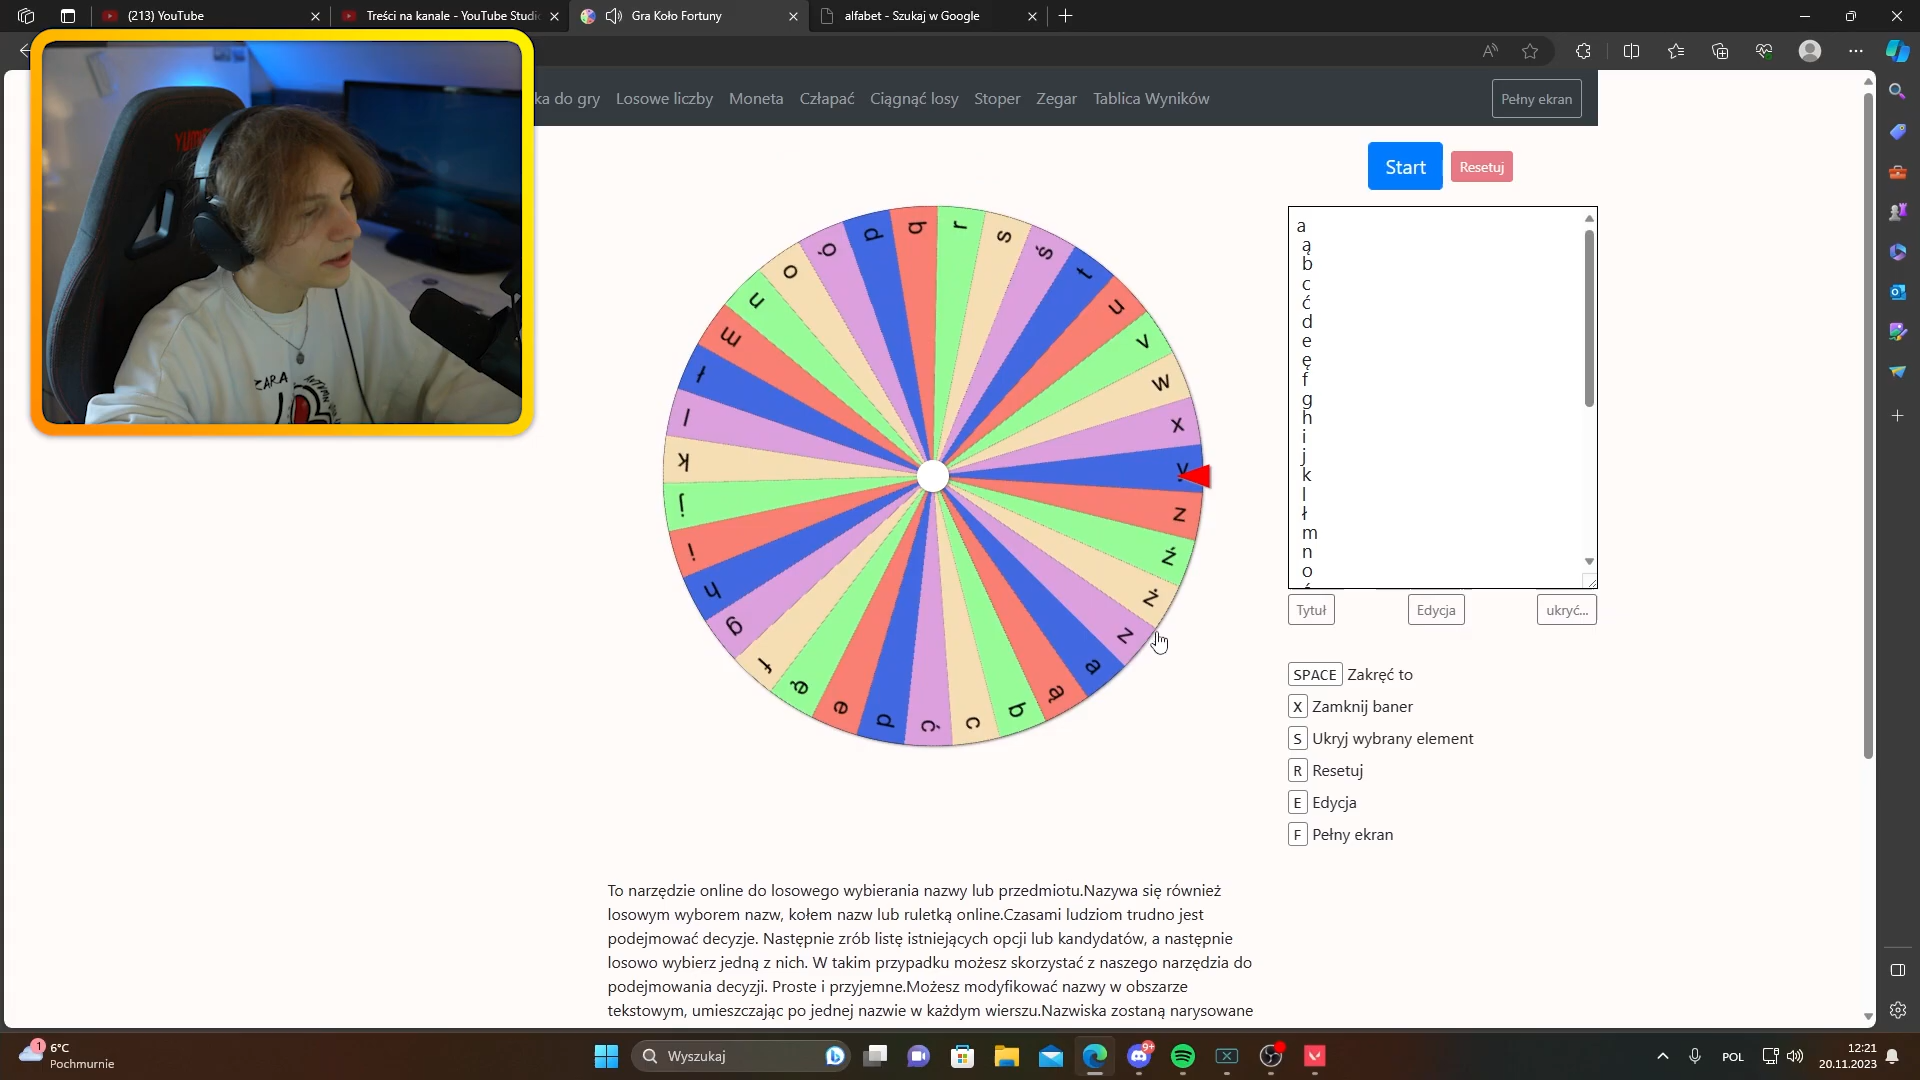 (213) YouTube
Treści na kanale - YouTube Studio
Gra Koło Fortuny
alfabet - Szukaj w Google
ka do gry
Losowe liczby
Moneta
Człapać
Ciągnąć losy
Stoper
Zegar
Tablica Wyników
Pełny ekran
Start
Resetuj
r
s
ś
t
u
v
w
x
y
z
ź
ż
z
a
ą
b
c
ć
d
e
ę
f
g
h
i
j
k
l
ł
m
n
o
ó
p
q
a
ą
b
c
ć
d
e
ę
f
g
h
i
j
k
l
ł
m
n
o
Tytuł
Edycja
ukryć...
SPACE Zakręć to
X Zamknij baner
S Ukryj wybrany element
R Resetuj
E Edycja
F Pełny ekran
To narzędzie online do losowego wybierania nazwy lub przedmiotu.Nazywa się również
losowym wyborem nazw, kołem nazw lub ruletką online.Czasami ludziom trudno jest
podejmować decyzje. Następnie zrób listę istniejących opcji lub kandydatów, a następnie
losowo wybierz jedną z nich. W takim przypadku możesz skorzystać z naszego narzędzia do
podejmowania decyzji. Proste i przyjemne.Możesz modyfikować nazwy w obszarze
tekstowym, umieszczając po jednej nazwie w każdym wierszu.Nazwiska zostaną narysowane
1
6°C
Pochmurnie
Wyszukaj
9+
POL
12:21
20.11.2023